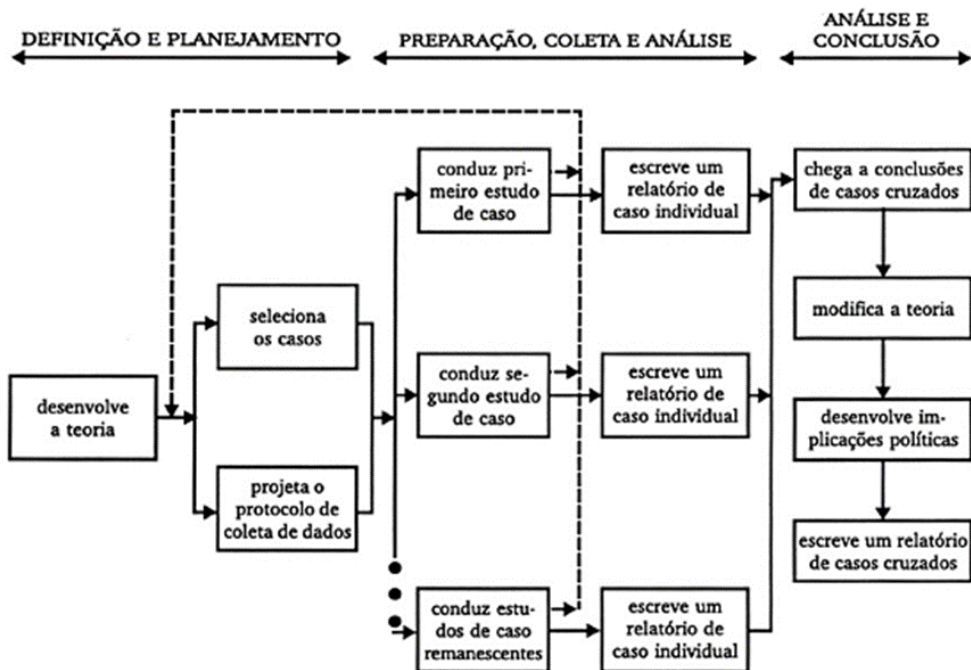 DEFINIÇÃO E PLANEJAMENTO
PREPARAÇÃO, COLETA E ANÁLISE
ANÁLISE E
CONCLUSÃO
desenvolve
a teoria
seleciona
os casos
projeta o
protocolo de
coleta de dados
conduz pri-
meiro estudo
de caso
escreve um
relatório de
caso individual
conduz se-
gundo estudo
de caso
escreve um
relatório de
caso individual
conduz estu-
dos de caso
remanescentes
escreve um
relatório de
caso individual
chega a conclusões
de casos cruzados
modifica a teoria
desenvolve im-
plicações políticas
escreve um relatório
de casos cruzados